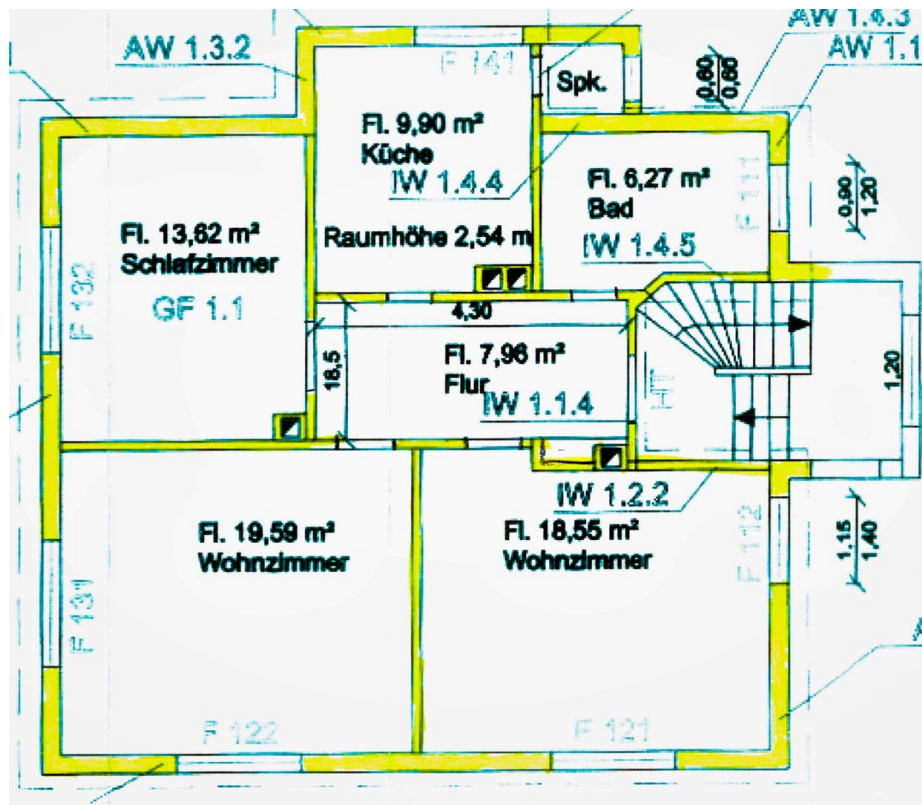 AW 1.4.3
AW 1.3.2
AW 1.1
F 141
Spk.
0,60
0,60
Fl. 9,90 m²
Küche
IW 1.4.4
Fl. 6,27 m²
Bad
F 111
0,90
1,20
Fl. 13,62 m²
Schlafzimmer
Raumhöhe 2,54 m
IW 1.4.5
F 132
GF 1.1
4,30
18,5
Fl. 7,96 m²
Flur
IW 1.1.4
HT
1,20
IW 1.2.2
Fl. 19,59 m²
Wohnzimmer
Fl. 18,55 m²
Wohnzimmer
F 112
1,15
1,40
F 131
F 122
F 121